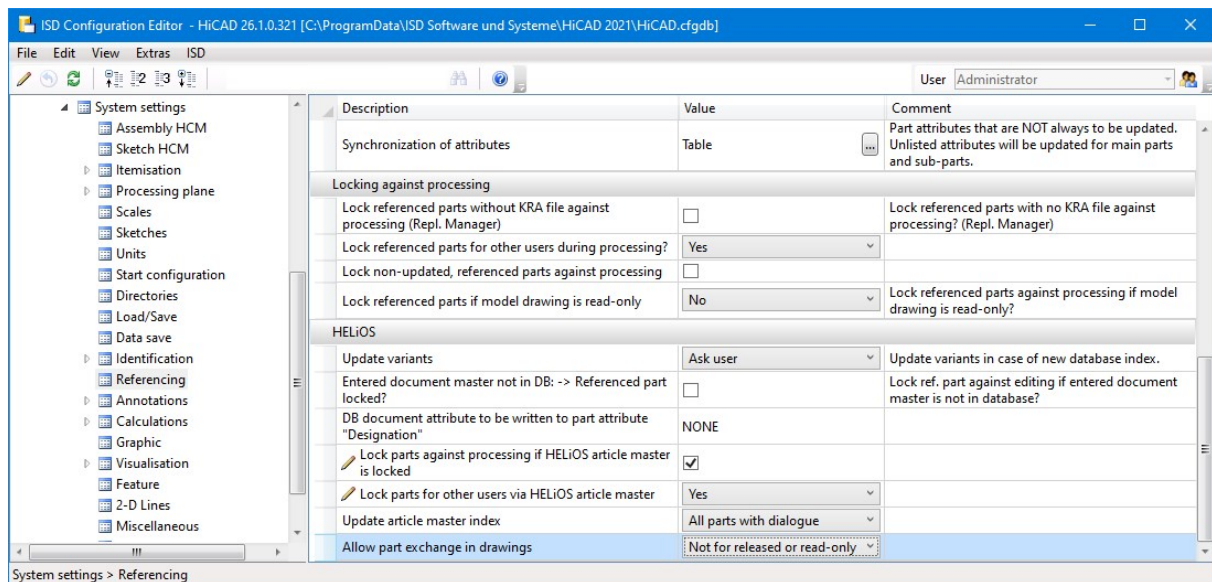 ISD Configuration Editor - HiCAD 26.1.0.321 [C:\ProgramData\ISD Software und Systeme\HiCAD 2021\HiCAD.cfgdb]
File Edit View Extras ISD
2 3 User Administrator
System settings
Assembly HCM
Sketch HCM
Itemisation
Processing plane
Scales
Sketches
Units
Start configuration
Directories
Load/Save
Data save
Identification
Referencing
Annotations
Calculations
Graphic
Visualisation
Feature
2-D Lines
Miscellaneous
Description Value Comment
Synchronization of attributes Table ... Part attributes that are NOT always to be updated.
Unlisted attributes will be updated for main parts
and sub-parts.
Locking against processing
Lock referenced parts without KRA file against
processing (Repl. Manager)
Lock referenced parts with no KRA file against
processing? (Repl. Manager)
Lock referenced parts for other users during processing? Yes
Lock non-updated, referenced parts against processing
Lock referenced parts if model drawing is read-only No
Lock referenced parts against processing if model
drawing is read-only?
HELiOS
Update variants Ask user Update variants in case of new database index.
Entered document master not in DB: -> Referenced part
locked?
Lock ref. part against editing if entered document
master is not in database?
DB document attribute to be written to part attribute
"Designation"
NONE
Lock parts against processing if HELiOS article master
is locked
Lock parts for other users via HELiOS article master Yes
Update article master index All parts with dialogue
Allow part exchange in drawings Not for released or read-only
System settings > Referencing